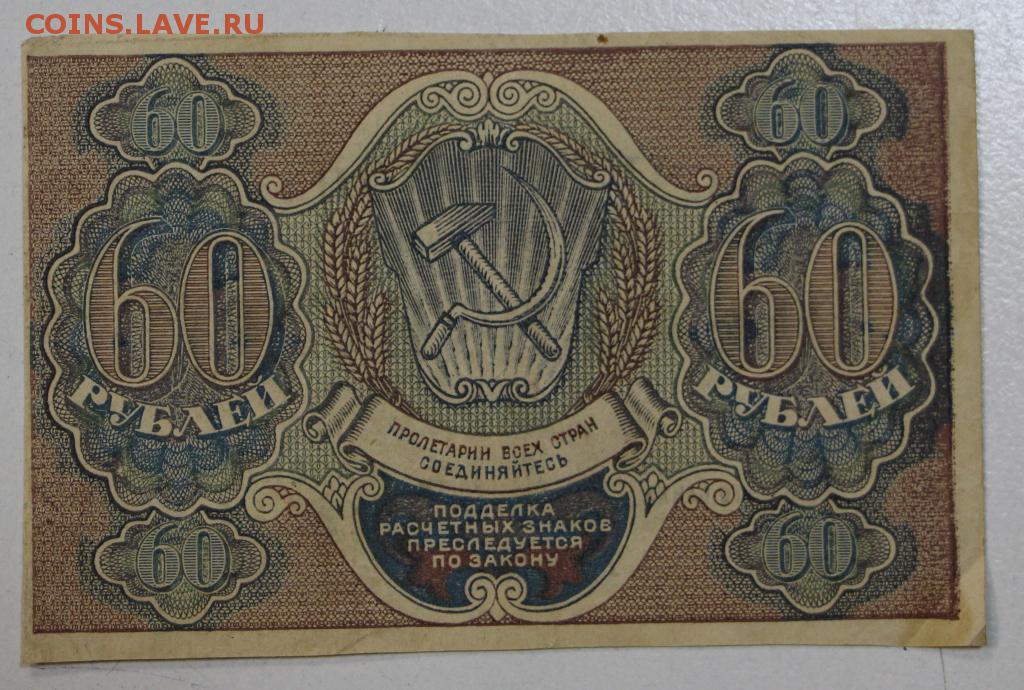 COINS.LAVE.RU
60
60
60 60
РУБЛЕЙ
РУБЛЕЙ
ПРОЛЕТАРИИ ВСЕХ СТРАН
СОЕДИНЯЙТЕСЬ
ПОДДЕЛКА
РАСЧЕТНЫХ ЗНАКОВ
ПРЕСЛЕДУЕТСЯ
ПО ЗАКОНУ
60
60